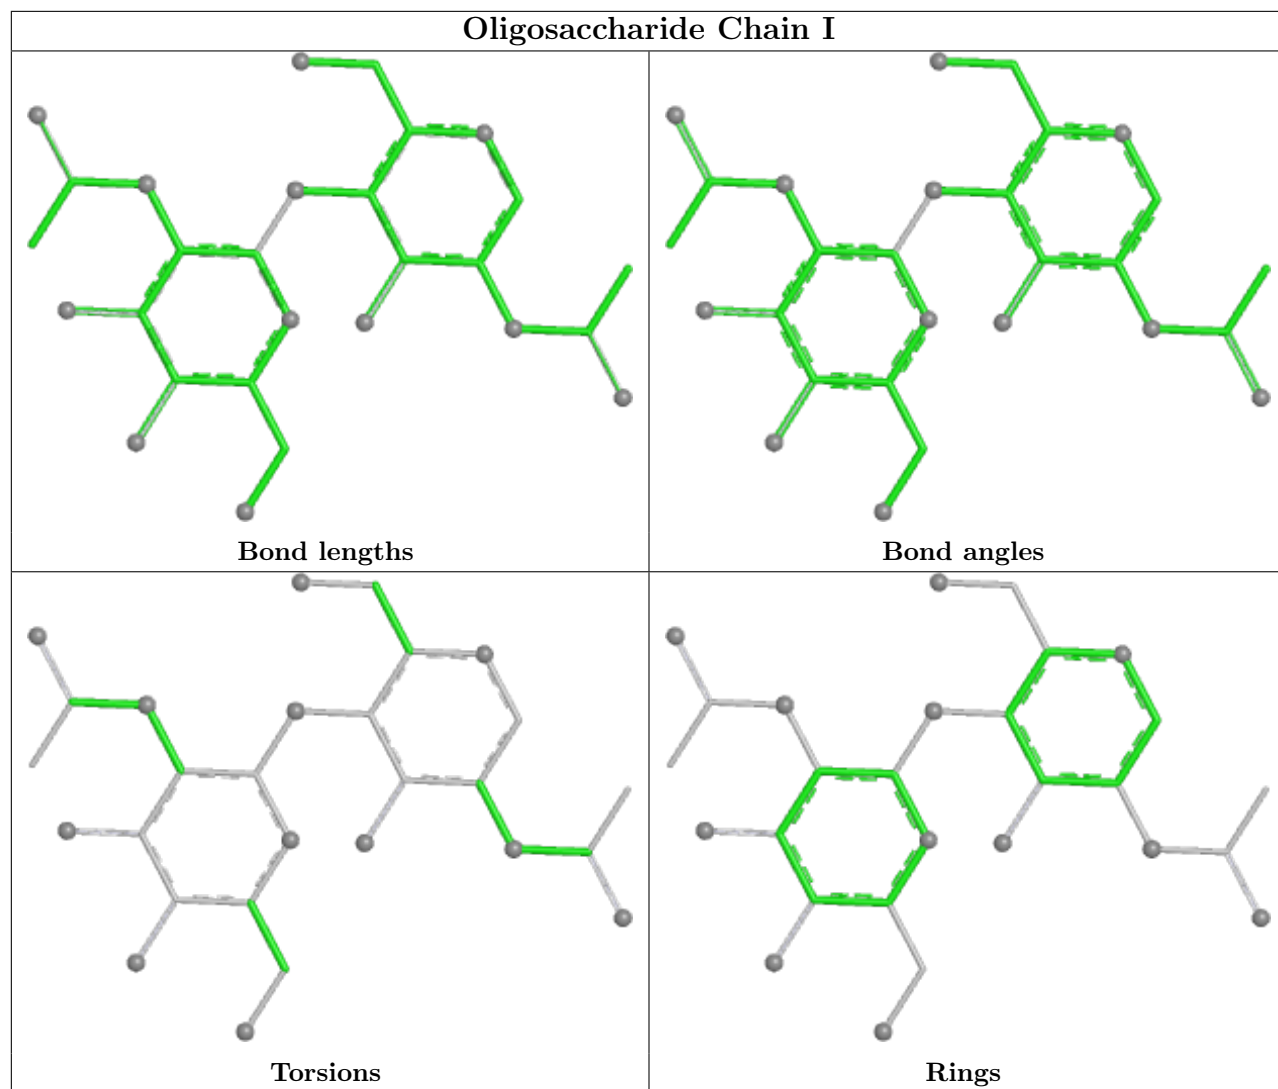 Oligosaccharide Chain I
Bond lengths
Bond angles
Torsions
Rings